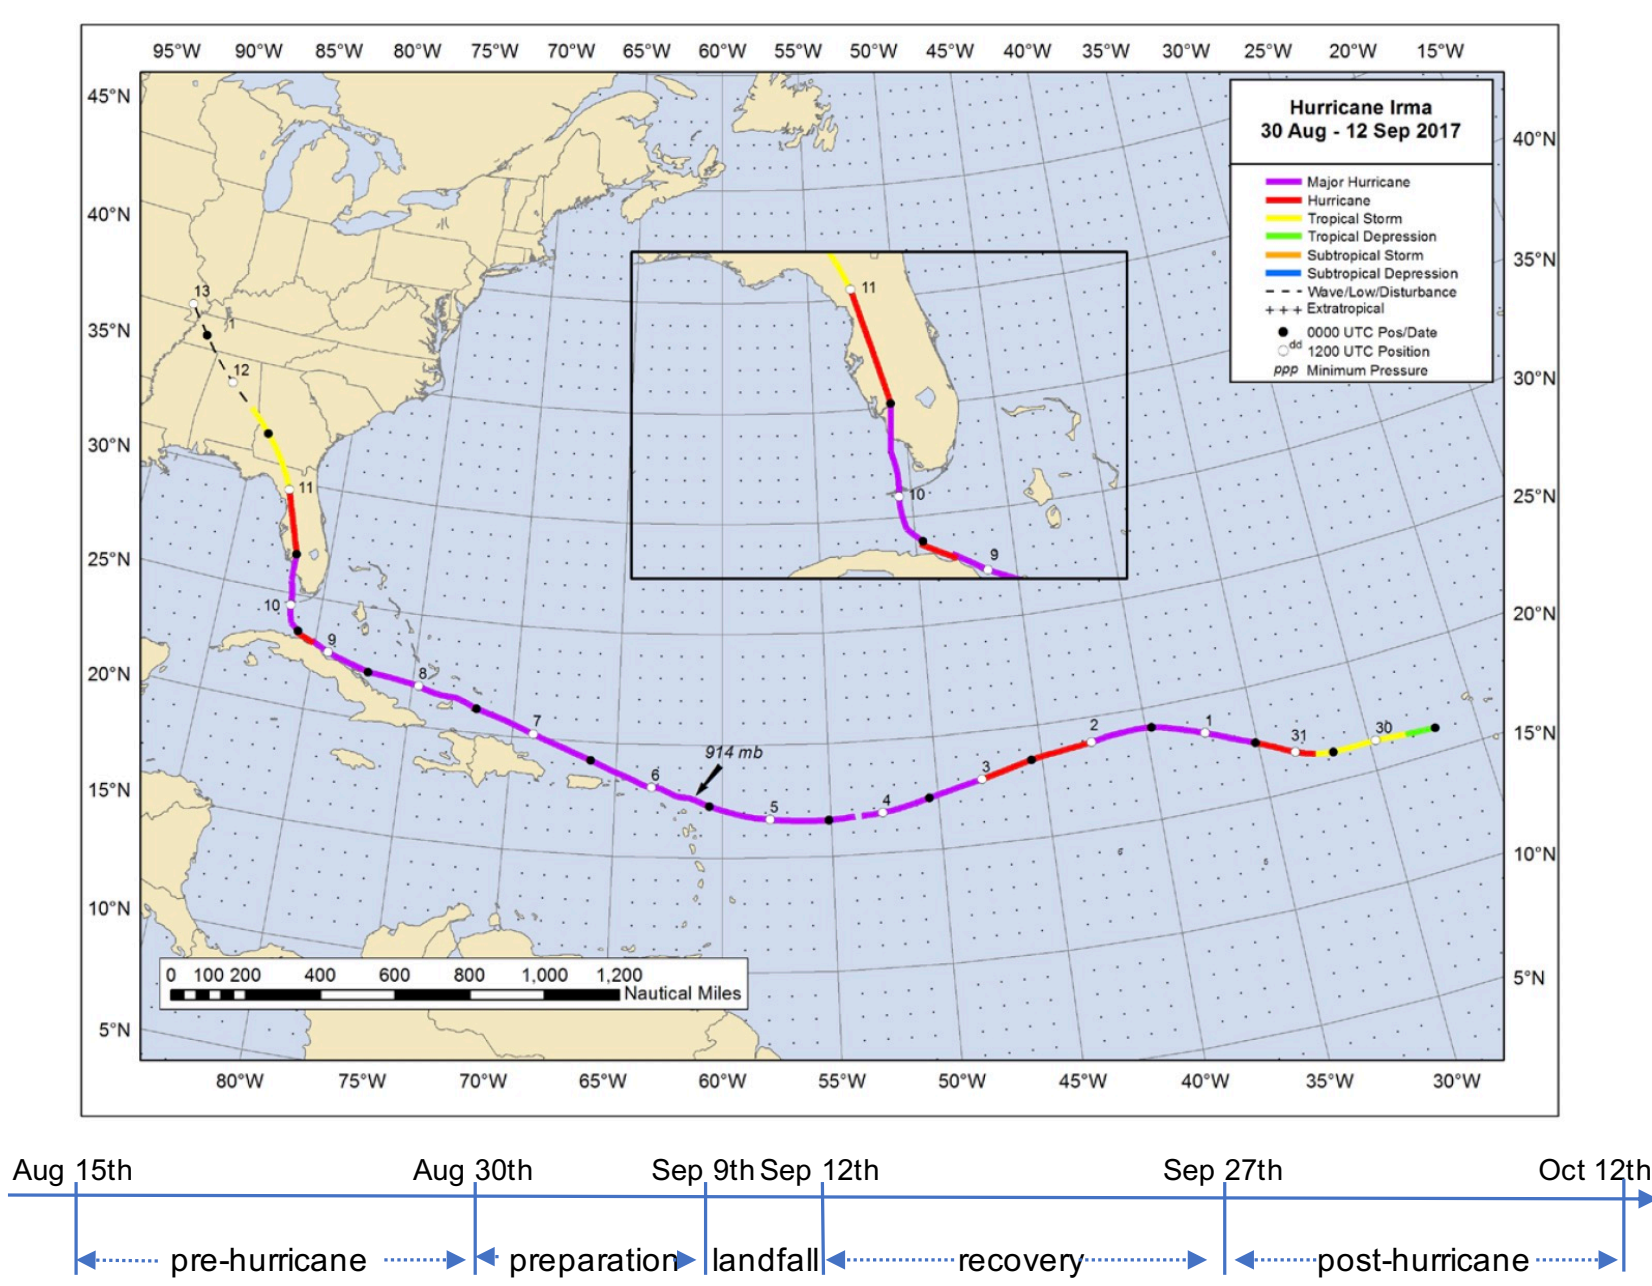 95°W 90°W 85°W 80°W 75°W 70°W 65°W 60°W 55°W 50°W 45°W 40°W 35°W 30°W 25°W 20°W 15°W
45°N
40°N
35°N
30°N
25°N
20°N
15°N
10°N
5°N
40°N
35°N
30°N
25°N
20°N
15°N
10°N
5°N
Hurricane Irma
30 Aug - 12 Sep 2017
Major Hurricane
Hurricane
Tropical Storm
Tropical Depression
Subtropical Storm
Subtropical Depression
Wave/Low/Disturbance
+++ Extratropical
0000 UTC Pos/Date
dd 1200 UTC Position
ppp Minimum Pressure
11
10
9
13
12
11
10
9
8
7
6
914 mb
5
4
3
2
1
31
30
0 100 200 400 600 800 1,000 1,200
Nautical Miles
80°W 75°W 70°W 65°W 60°W 55°W 50°W 45°W 40°W 35°W 30°W
Aug 15th Aug 30th Sep 9th Sep 12th Sep 27th Oct 12th
pre-hurricane preparation landfall recovery post-hurricane